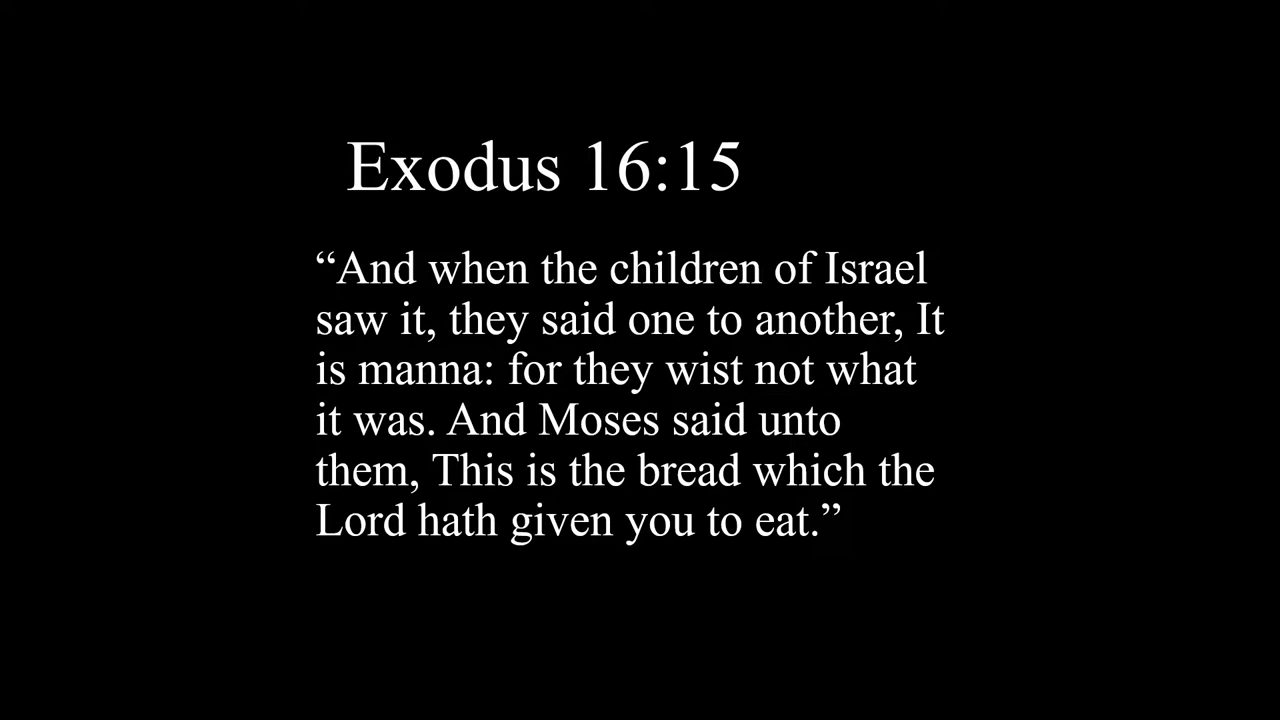 Exodus 16:15
“And when the children of Israel
saw it, they said one to another, It
is manna: for they wist not what
it was. And Moses said unto
them, This is the bread which the
Lord hath given you to eat.”